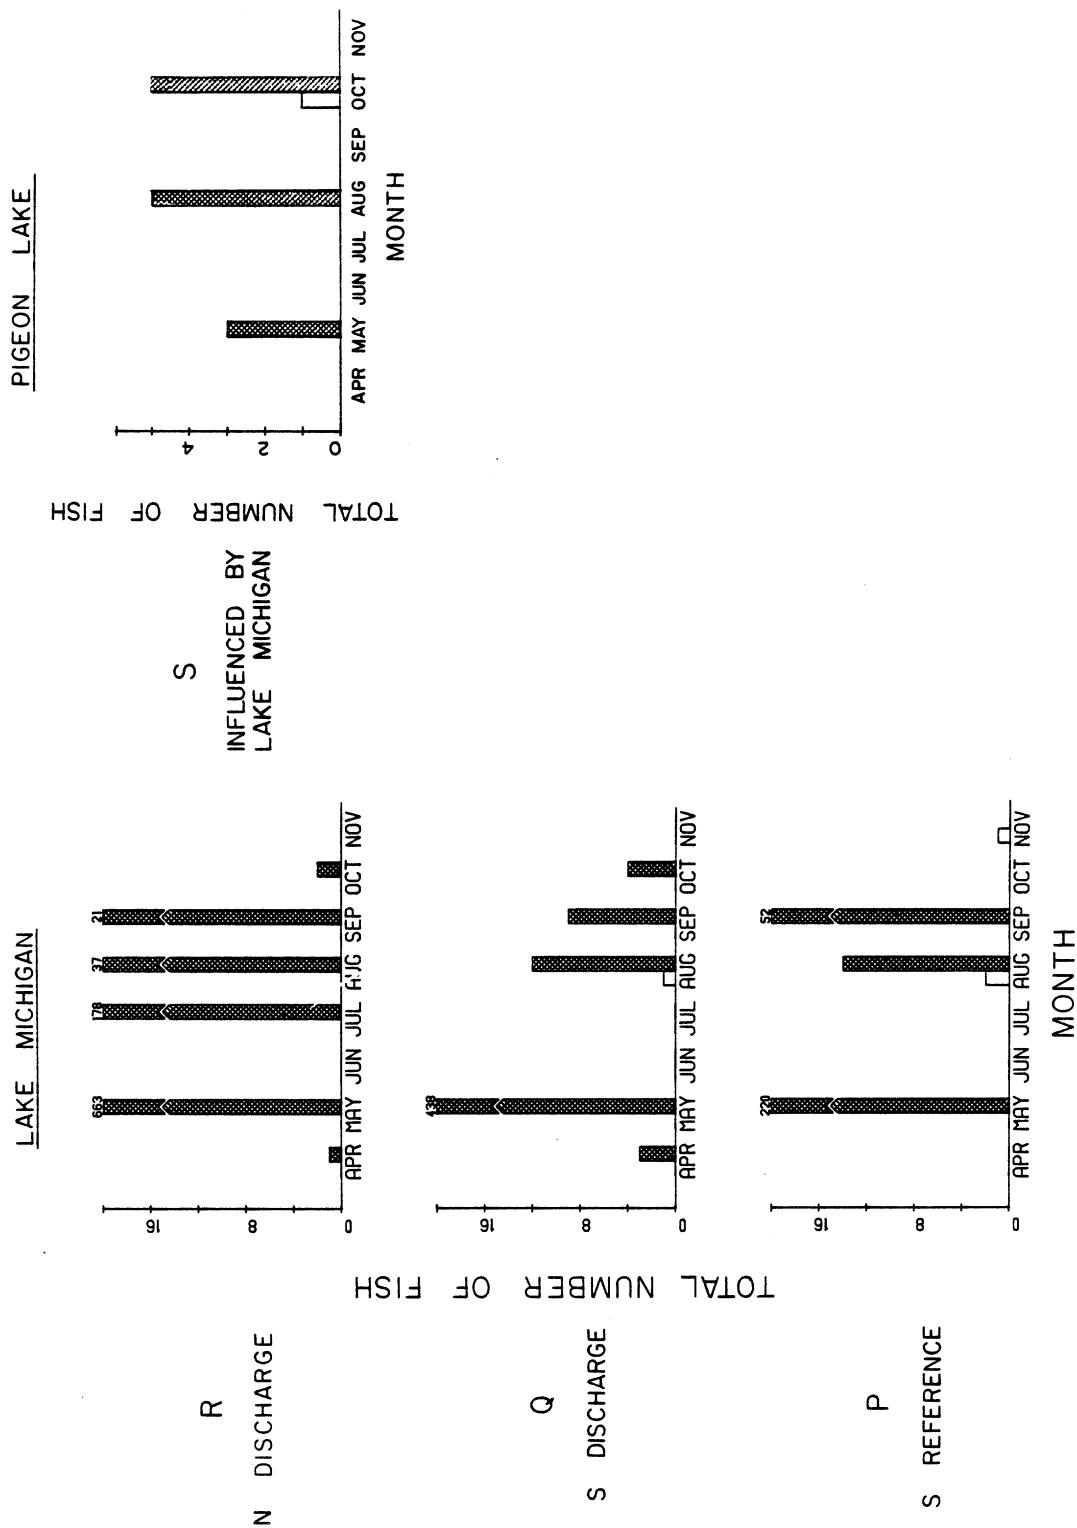 LAKE MICHIGAN
R
N DISCHARGE
16
8
0
663
178
37
21
APR MAY JUN JUL AUG SEP OCT NOV
Q
S DISCHARGE
16
8
0
438
APR MAY JUN JUL AUG SEP OCT NOV
P
S REFERENCE
16
8
0
220
52
APR MAY JUN JUL AUG SEP OCT NOV
TOTAL NUMBER OF FISH
MONTH
PIGEON LAKE
S
INFLUENCED BY
LAKE MICHIGAN
TOTAL NUMBER OF FISH
4
2
0
APR MAY JUN JUL AUG SEP OCT NOV
MONTH